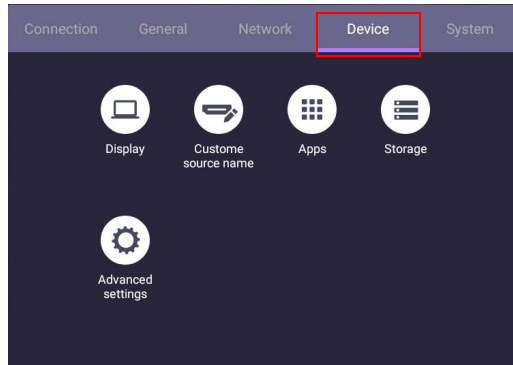 Connection General Network Device System
Display Custome source name Apps Storage
Advanced settings